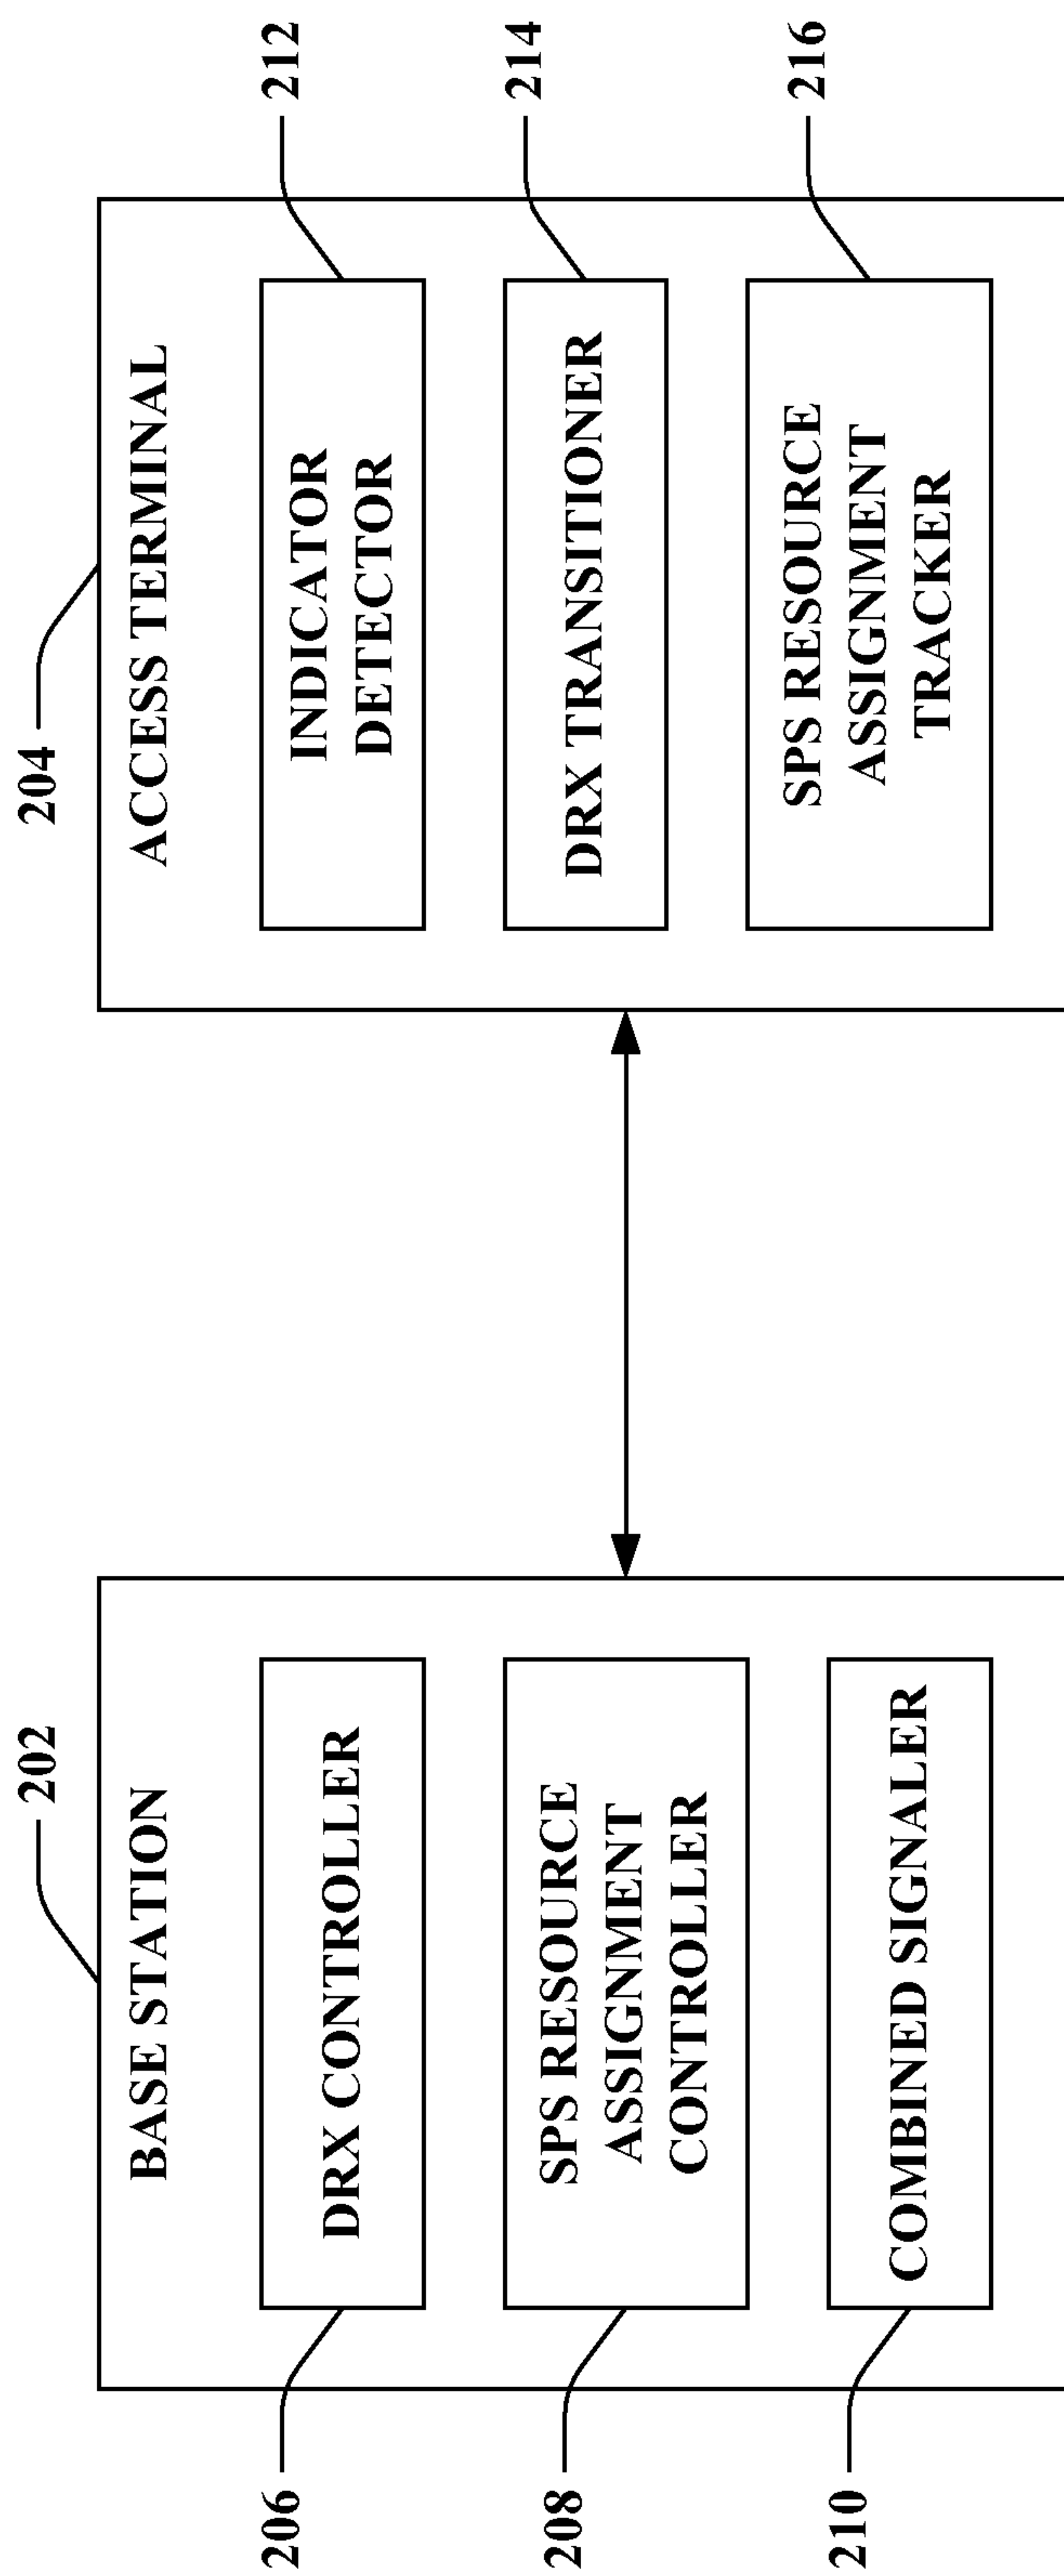 202
BASE STATION
206
DRX CONTROLLER
208
SPS RESOURCE
ASSIGNMENT
CONTROLLER
210
COMBINED SIGNALER
204
ACCESS TERMINAL
INDICATOR
DETECTOR
212
DRX TRANSITIONER
214
SPS RESOURCE
ASSIGNMENT
TRACKER
216